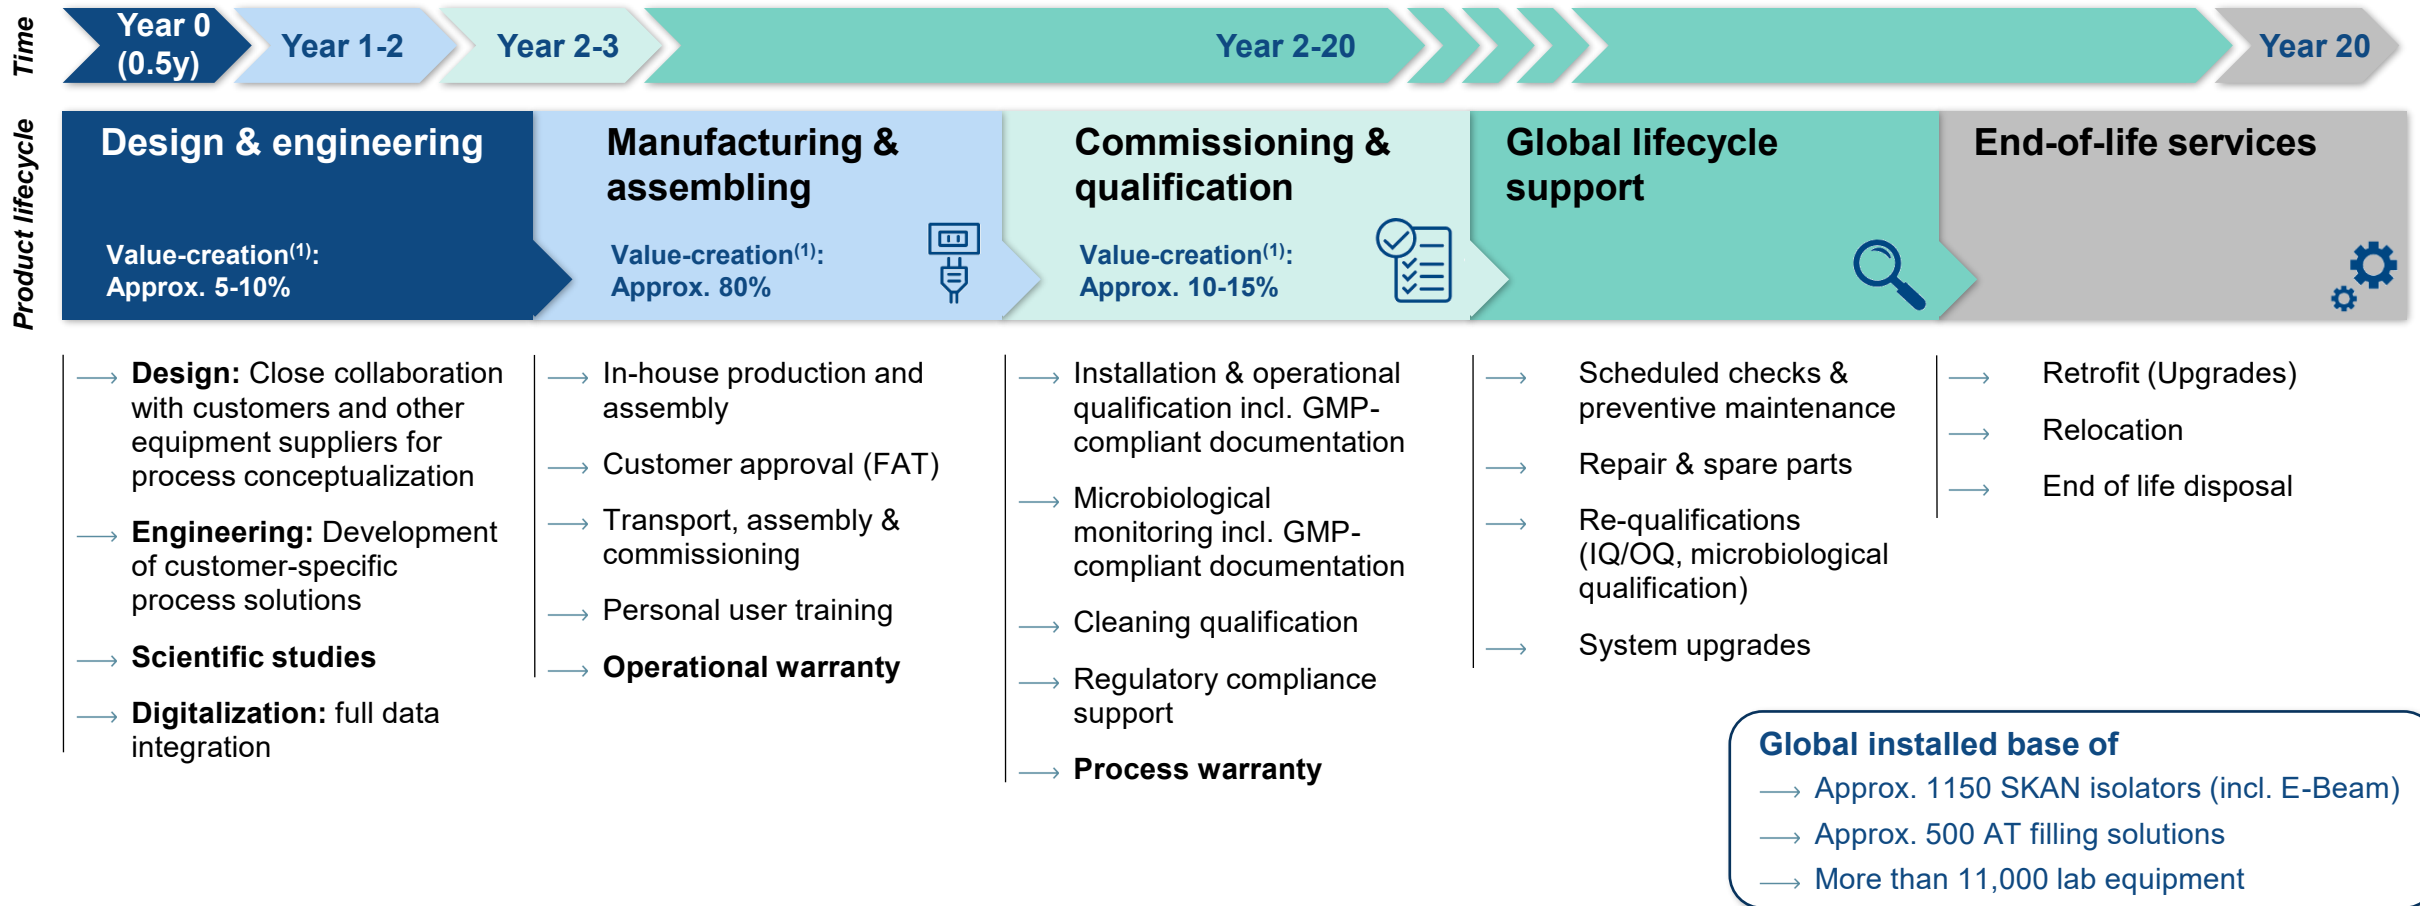 Time
Year 0
(0.5y)
Year 1-2
Year 2-3
Year 2-20
Year 20
Product lifecycle
Design & engineering
Value-creation(1):
Approx. 5-10%
Manufacturing &
assembling
Value-creation(1):
Approx. 80%
Commissioning &
qualification
Value-creation(1):
Approx. 10-15%
Global lifecycle
support
End-of-life services
Design: Close collaboration
with customers and other
equipment suppliers for
process conceptualization
Engineering: Development
of customer-specific
process solutions
Scientific studies
Digitalization: full data
integration
In-house production and
assembly
Customer approval (FAT)
Transport, assembly &
commissioning
Personal user training
Operational warranty
Installation & operational
qualification incl. GMP-
compliant documentation
Microbiological
monitoring incl. GMP-
compliant documentation
Cleaning qualification
Regulatory compliance
support
Process warranty
Scheduled checks &
preventive maintenance
Repair & spare parts
Re-qualifications
(IQ/OQ, microbiological
qualification)
System upgrades
Retrofit (Upgrades)
Relocation
End of life disposal
Global installed base of
Approx. 1150 SKAN isolators (incl. E-Beam)
Approx. 500 AT filling solutions
More than 11,000 lab equipment